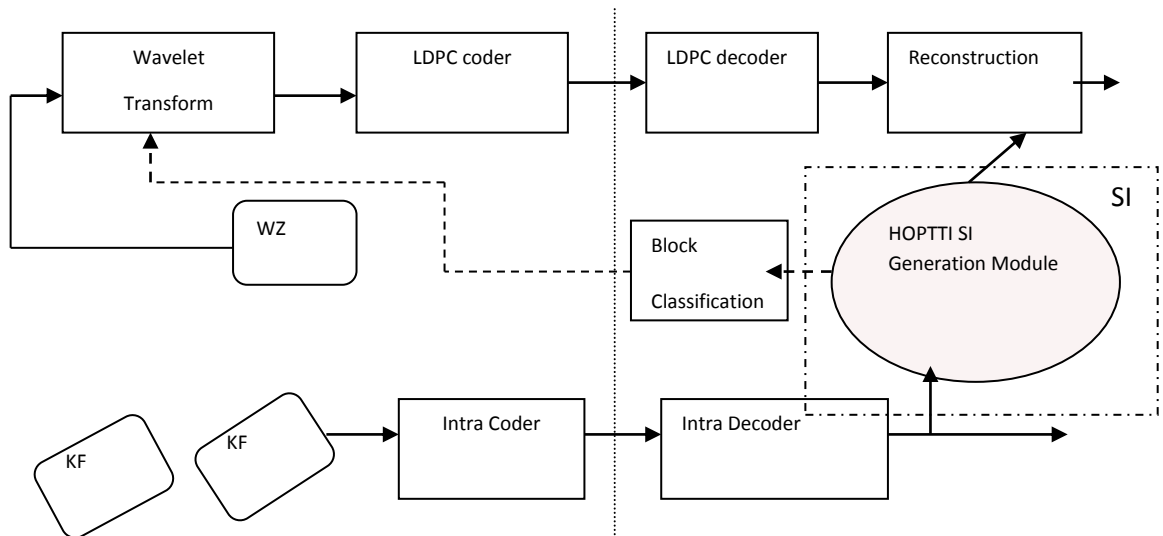 Wavelet
Transform
LDPC coder
LDPC decoder
Reconstruction
SI
WZ
Block
Classification
HOPTTI SI
Generation Module
KF
KF
Intra Coder
Intra Decoder